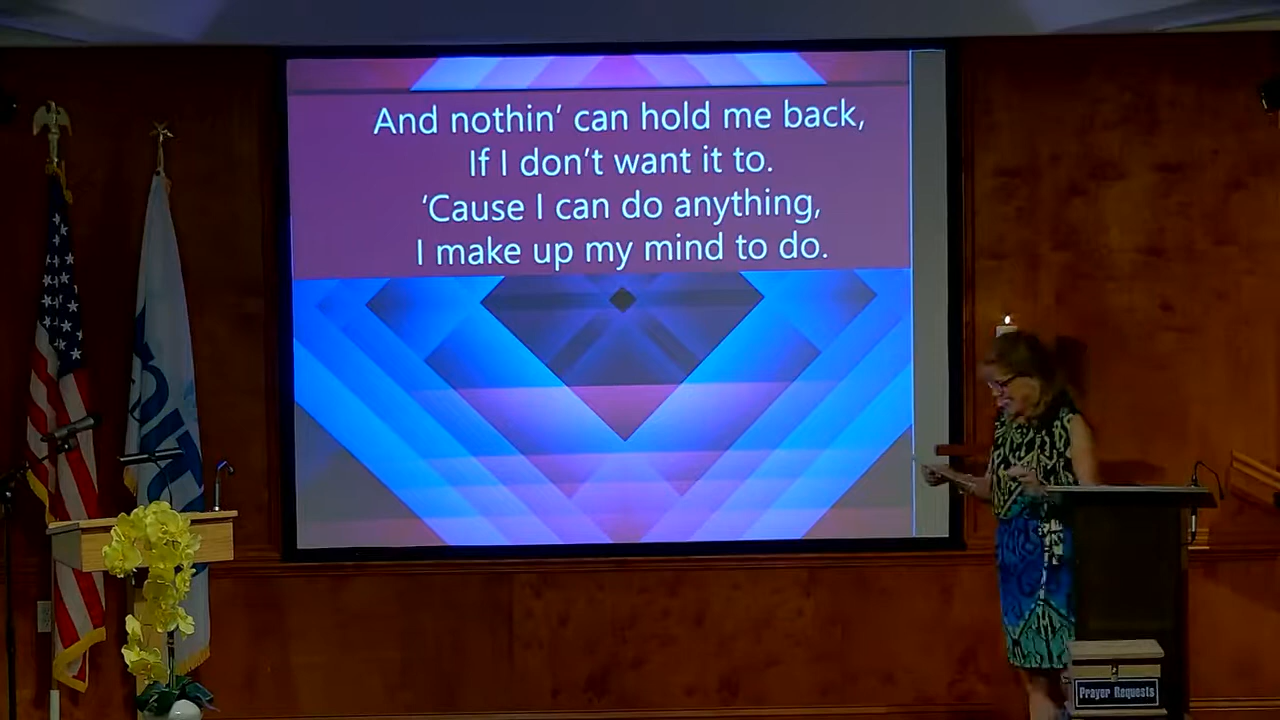 And nothin’ can hold me back,
If I don’t want it to.
‘Cause I can do anything,
I make up my mind to do.
Prayer Requests